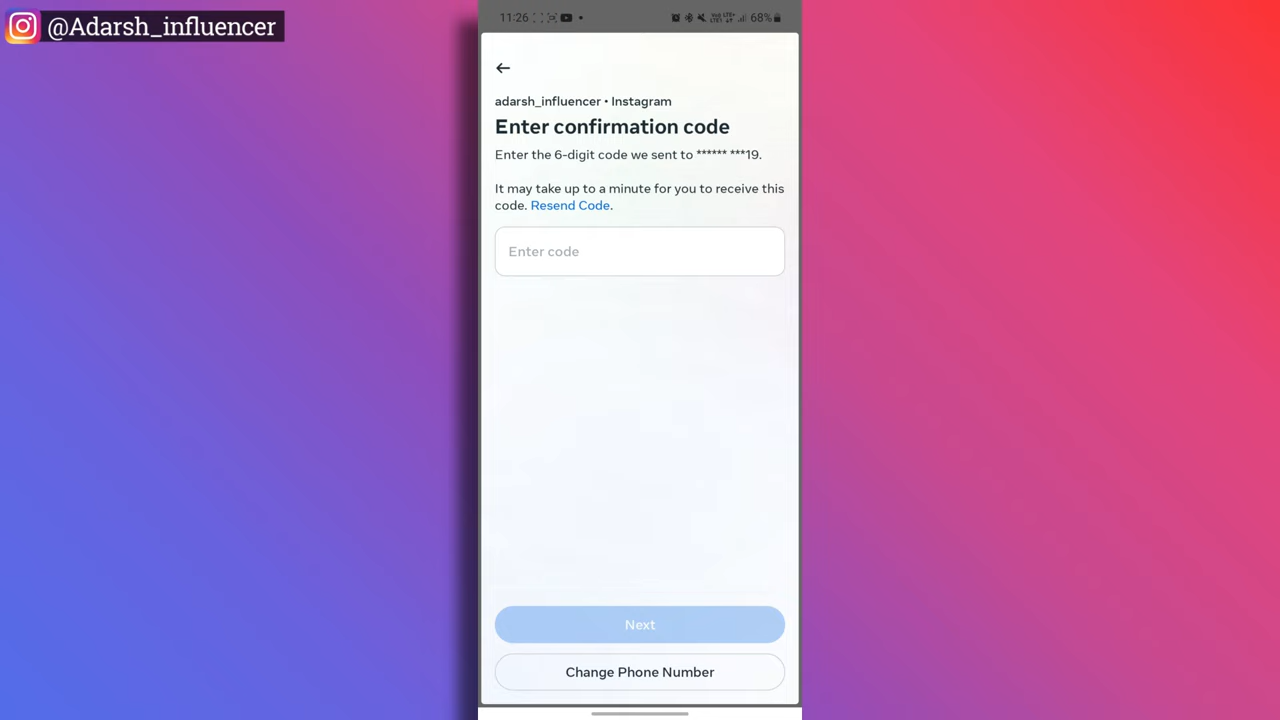 @Adarsh_influencer
11:26
68%
adarsh_influencer • Instagram
Enter confirmation code
Enter the 6-digit code we sent to ****** ***19.
It may take up to a minute for you to receive this
code. Resend Code.
Enter code
Next
Change Phone Number